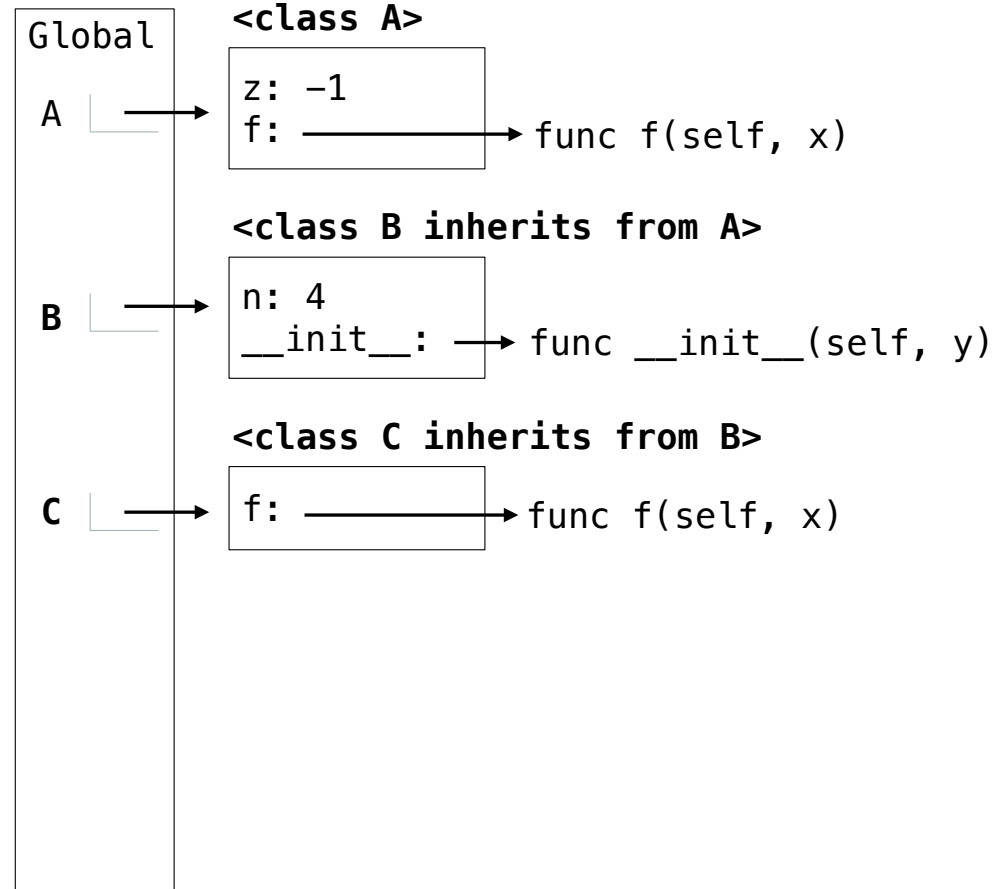 Global
A
B
C
<class A>
z: −1
f:
func f(self, x)
<class B inherits from A>
n: 4
__init__:
func __init__(self, y)
<class C inherits from B>
f:
func f(self, x)